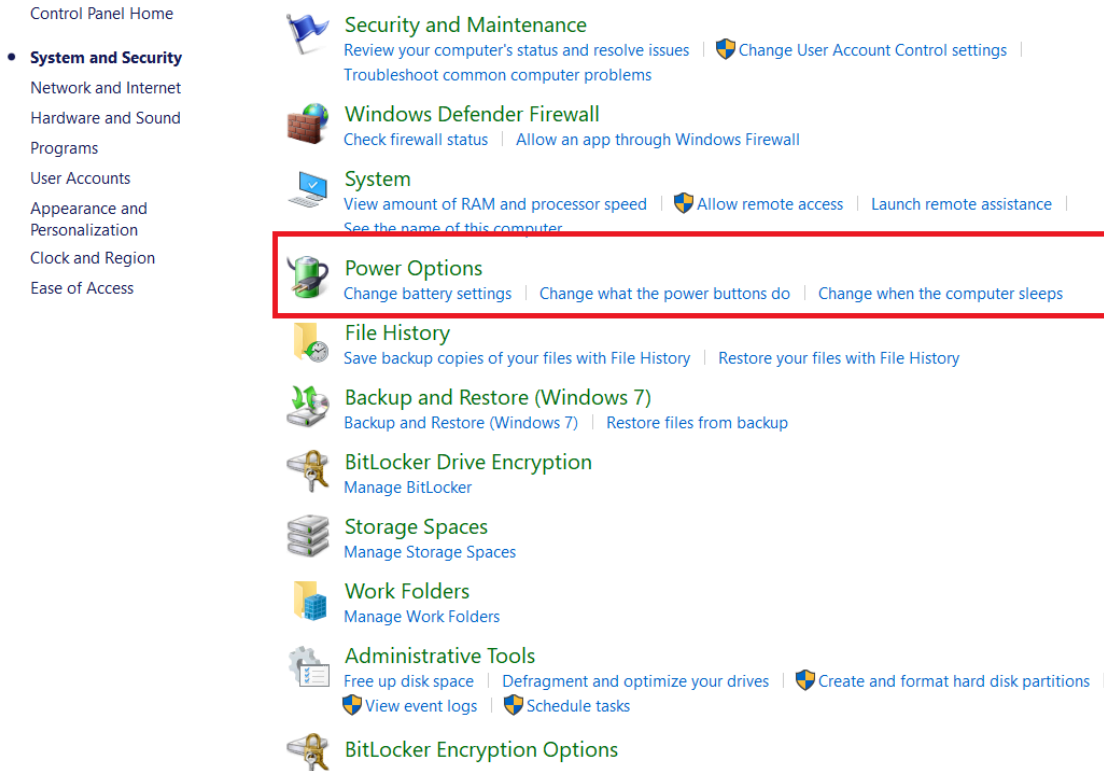 Control Panel Home
System and Security
Network and Internet
Hardware and Sound
Programs
User Accounts
Appearance and
Personalization
Clock and Region
Ease of Access
Security and Maintenance
Review your computer's status and resolve issues | Change User Account Control settings |
Troubleshoot common computer problems
Windows Defender Firewall
Check firewall status | Allow an app through Windows Firewall
System
View amount of RAM and processor speed | Allow remote access | Launch remote assistance |
See the name of this computer
Power Options
Change battery settings | Change what the power buttons do | Change when the computer sleeps
File History
Save backup copies of your files with File History | Restore your files with File History
Backup and Restore (Windows 7)
Backup and Restore (Windows 7) | Restore files from backup
BitLocker Drive Encryption
Manage BitLocker
Storage Spaces
Manage Storage Spaces
Work Folders
Manage Work Folders
Administrative Tools
Free up disk space | Defragment and optimize your drives | Create and format hard disk partitions |
View event logs | Schedule tasks
BitLocker Encryption Options